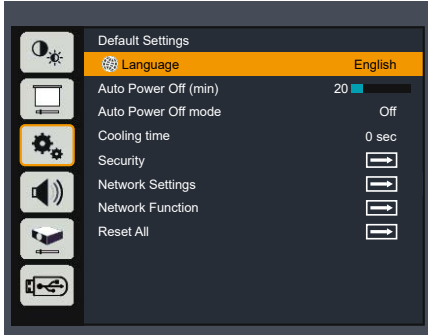 Default Settings
Language English
Auto Power Off (min) 20
Auto Power Off mode Off
Cooling time 0 sec
Security
Network Settings
Network Function
Reset All